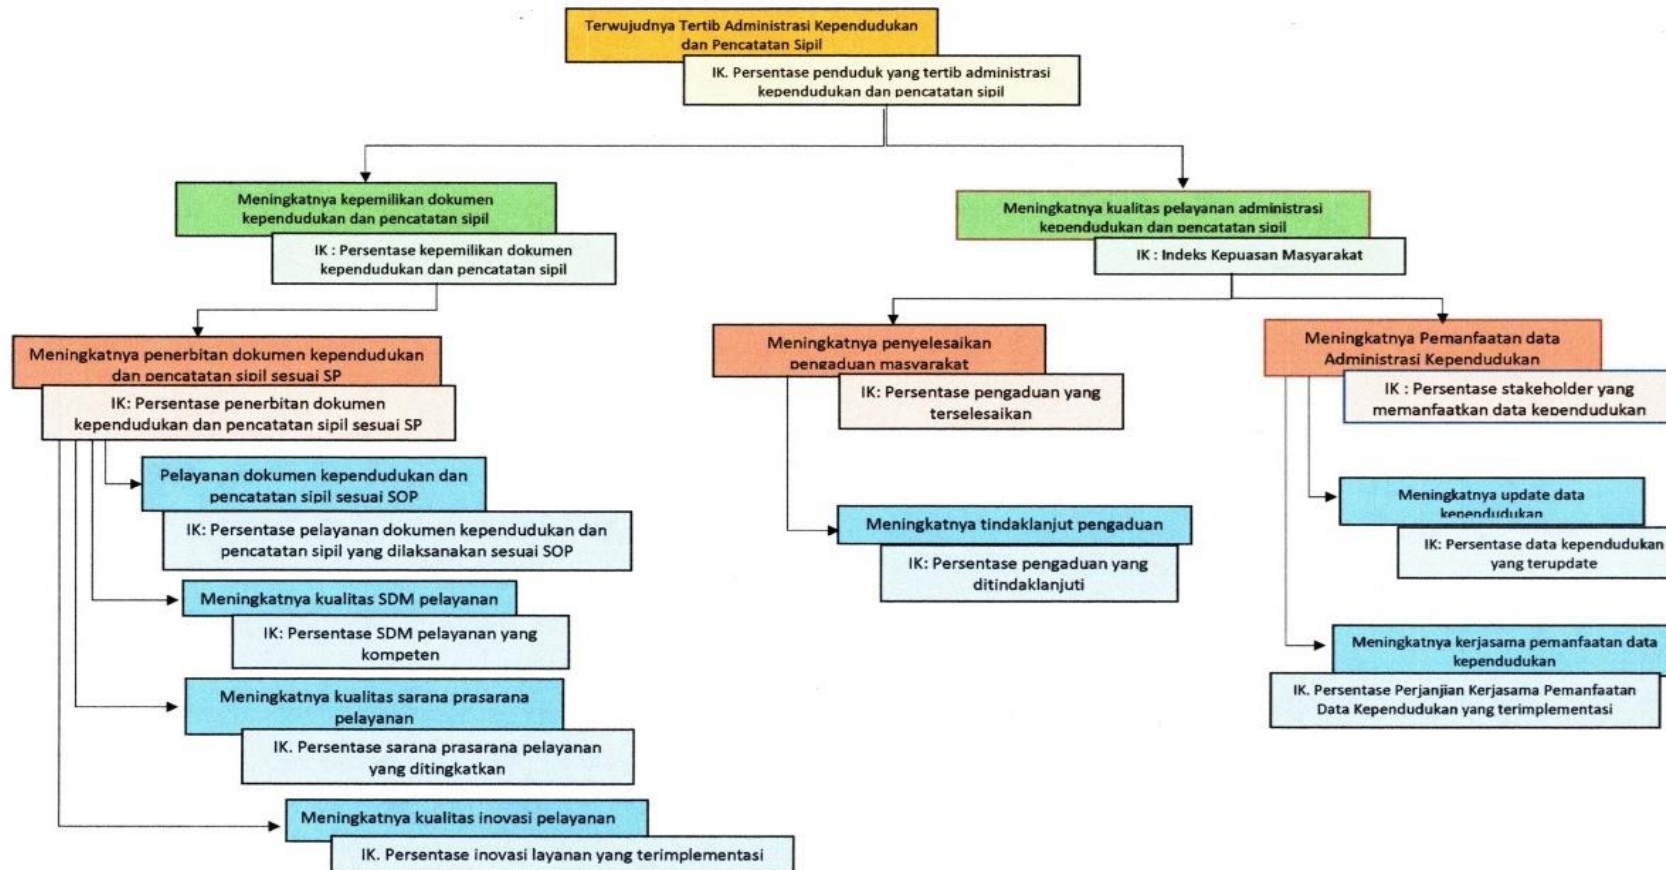 Terwujudnya Tertib Administrasi Kependudukan
dan Pencatatan Sipil
IK. Persentase penduduk yang tertib administrasi
kependudukan dan pencatatan sipil
Meningkatnya kepemilikan dokumen
kependudukan dan pencatatan sipil
IK : Persentase kepemilikan dokumen
kependudukan dan pencatatan sipil
Meningkatnya kualitas pelayanan administrasi
kependudukan dan pencatatan sipil
IK : Indeks Kepuasan Masyarakat
Meningkatnya penerbitan dokumen kependudukan
dan pencatatan sipil sesuai SP
IK: Persentase penerbitan dokumen
kependudukan dan pencatatan sipil sesuai SP
Pelayanan dokumen kependudukan dan
pencatatan sipil sesuai SOP
IK: Persentase pelayanan dokumen kependudukan dan
pencatatan sipil yang dilaksanakan sesuai SOP
Meningkatnya kualitas SDM pelayanan
IK: Persentase SDM pelayanan yang
kompeten
Meningkatnya kualitas sarana prasarana
pelayanan
IK. Persentase sarana prasarana pelayanan
yang ditingkatkan
Meningkatnya kualitas inovasi pelayanan
IK. Persentase inovasi layanan yang terimplementasi
Meningkatnya penyelesaikan
pengaduan masyarakat
IK: Persentase pengaduan yang
terselesaikan
Meningkatnya tindaklanjut pengaduan
IK: Persentase pengaduan yang
ditindaklanjuti
Meningkatnya Pemanfaatan data
Administrasi Kependudukan
IK : Persentase stakeholder yang
memanfaatkan data kependudukan
Meningkatnya update data
kependudukan
IK: Persentase data kependudukan
yang terupdate
Meningkatnya kerjasama pemanfaatan data
kependudukan
IK. Persentase Perjanjian Kerjasama Pemanfaatan
Data Kependudukan yang terimplementasi